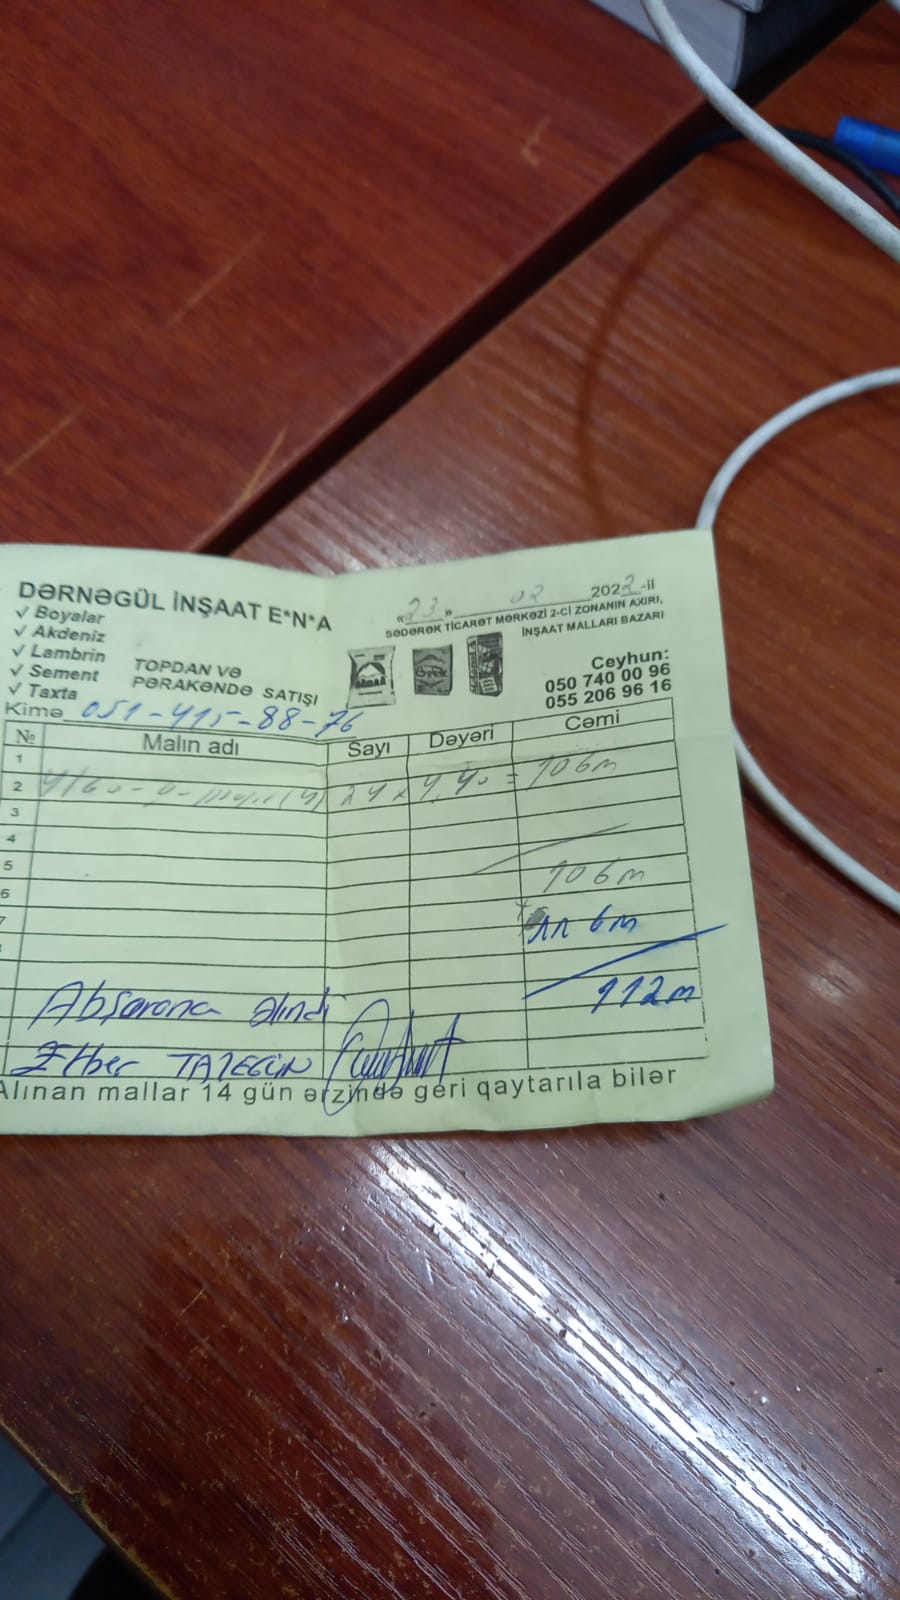 DƏRNƏGÜL İNŞAAT E*N*A
«23» 02 2022-il
SƏDƏRƏK TİCARƏT MƏRKƏZİ 2-Cİ ZONANIN AXIRI,
İNŞAAT MALLARI BAZARI
✓ Boyalar
✓ Akdeniz
✓ Lambrin
✓ Sement
✓ Taxta
TOPDAN VƏ
PƏRAKƏNDƏ SATIŞI
Ceyhun:
050 740 00 96
055 206 96 16
Kimə 051-415-88-76
№ Malın adı Sayı Dəyəri Cəmi
1
2 24 x 4,40 = 106m
3
4
5 106m
6
7 6m
112m
Abşerona alındı
TAZEGÜN
Alınan mallar 14 gün ərzində geri qaytarıla bilər